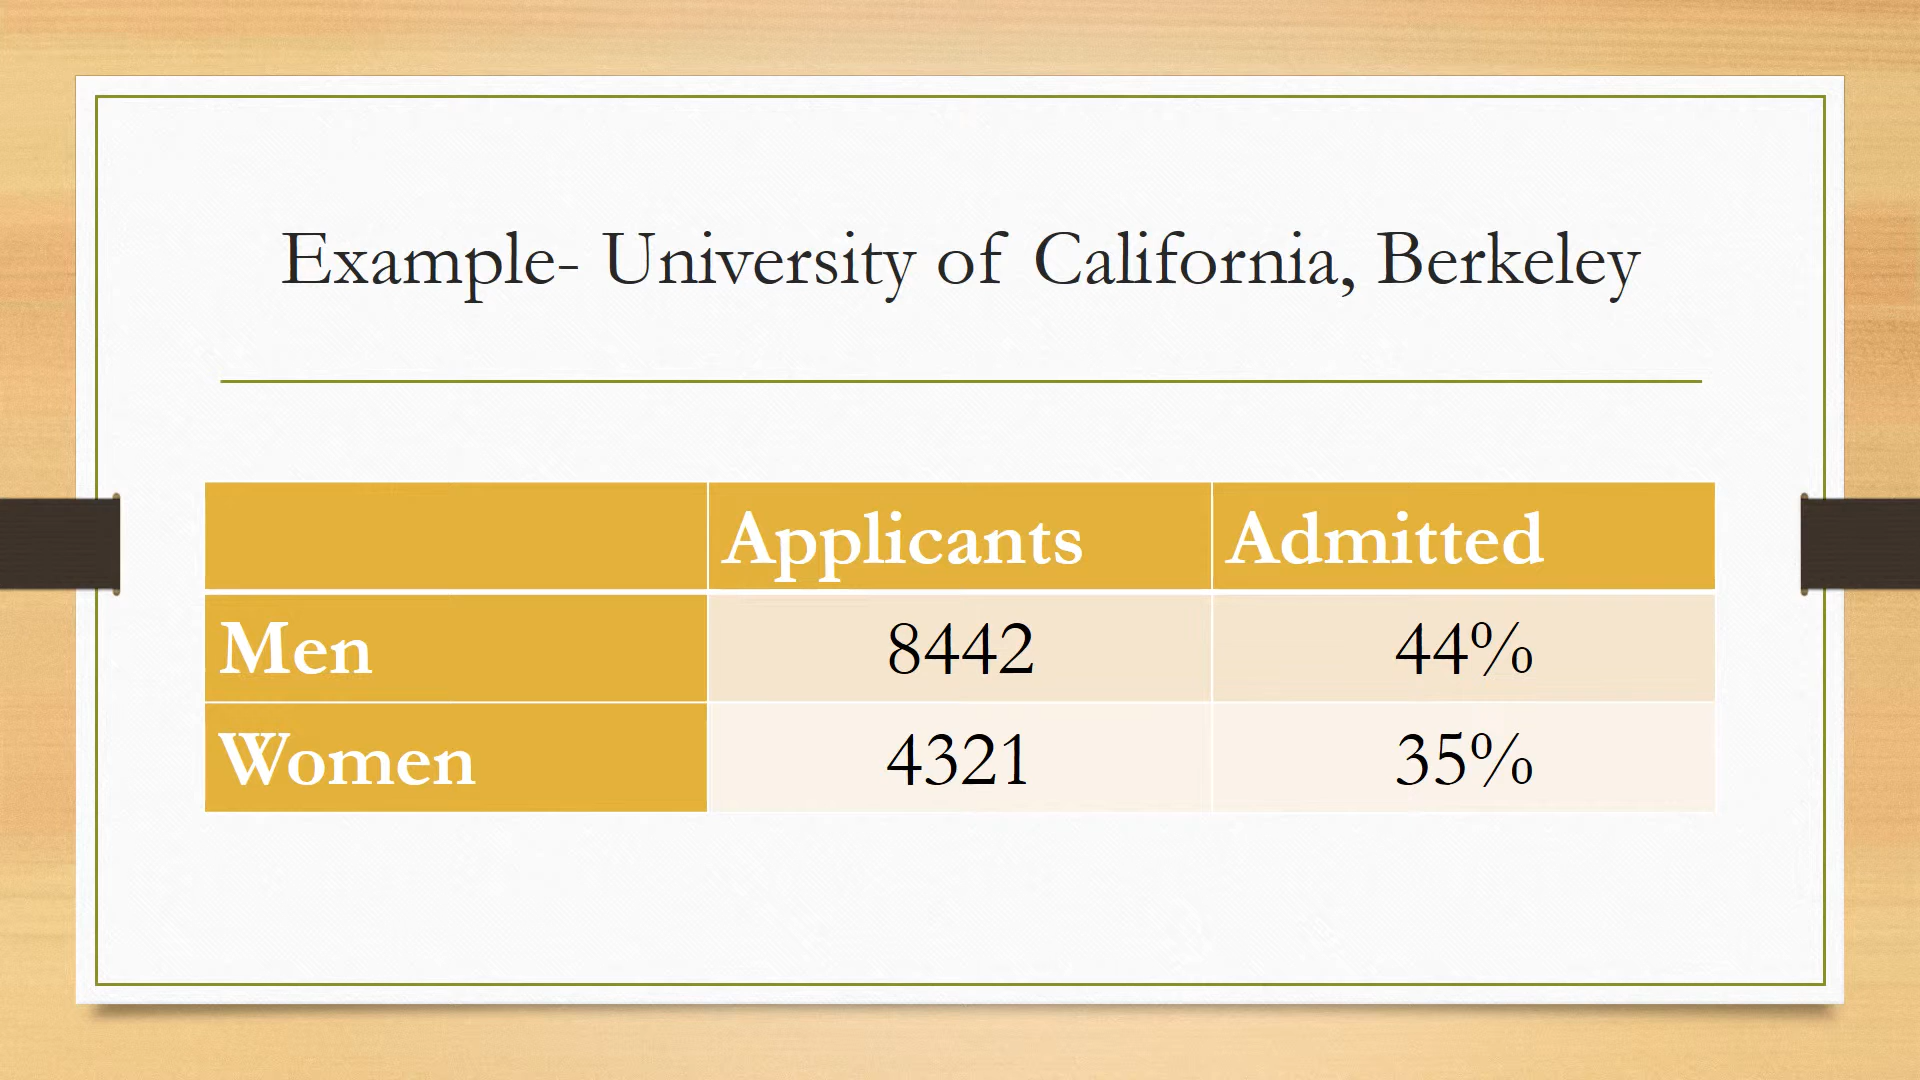 Example- University of California, Berkeley
Applicants Admitted
Men 8442 44%
Women 4321 35%